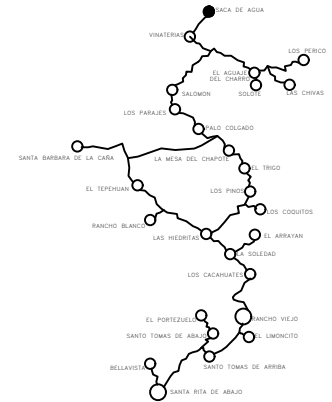 SACA DE AGUA
VINATERIAS
LOS PERICO
EL AGUAJE
DEL CHARRO
SOLOTE
LAS CHIVAS
SALOMON
LOS PARAJES
PALO COLGADO
SANTA BARBARA DE LA CAÑA
LA MESA DEL CHAPOTE
EL TRIGO
EL TEPEHUAN
LOS PINOS
LOS COQUITOS
RANCHO BLANCO
LAS HIEDRITAS
EL ARRAYAN
LA SOLEDAD
LOS CACAHUATES
EL PORTEZUELO
RANCHO VIEJO
SANTO TOMAS DE ABAJO
EL LIMONCITO
BELLAVISTA
SANTO TOMAS DE ARRIBA
SANTA RITA DE ABAJO